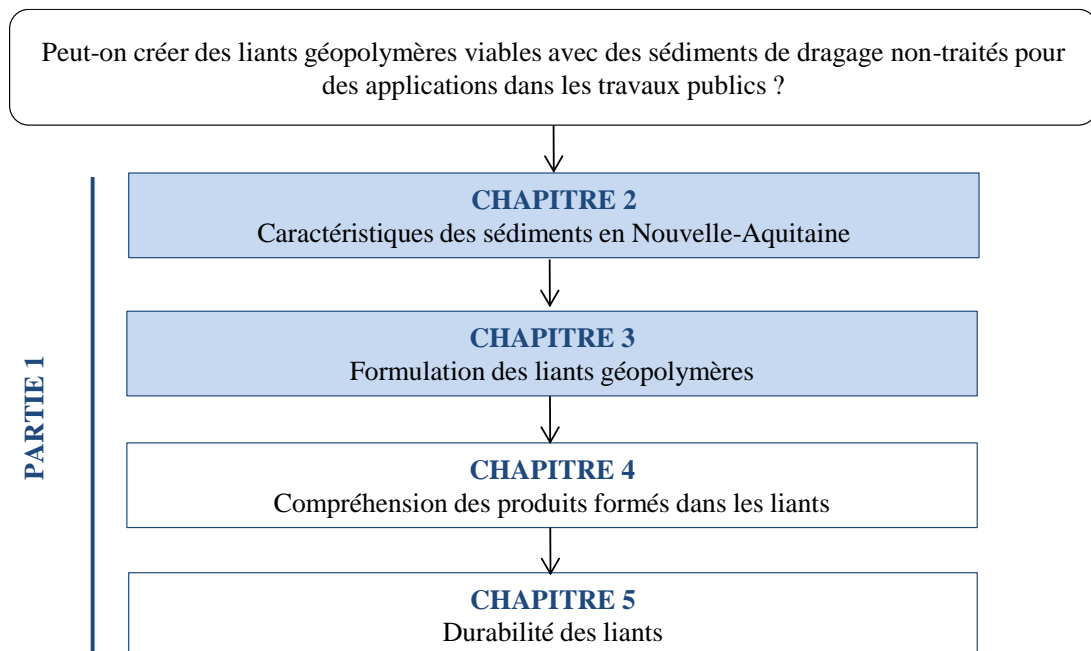 Peut-on créer des liants géopolymères viables avec des sédiments de dragage non-traités pour
des applications dans les travaux publics ?
CHAPITRE 2
Caractéristiques des sédiments en Nouvelle-Aquitaine
CHAPITRE 3
Formulation des liants géopolymères
PARTIE 1
CHAPITRE 4
Compréhension des produits formés dans les liants
CHAPITRE 5
Durabilité des liants